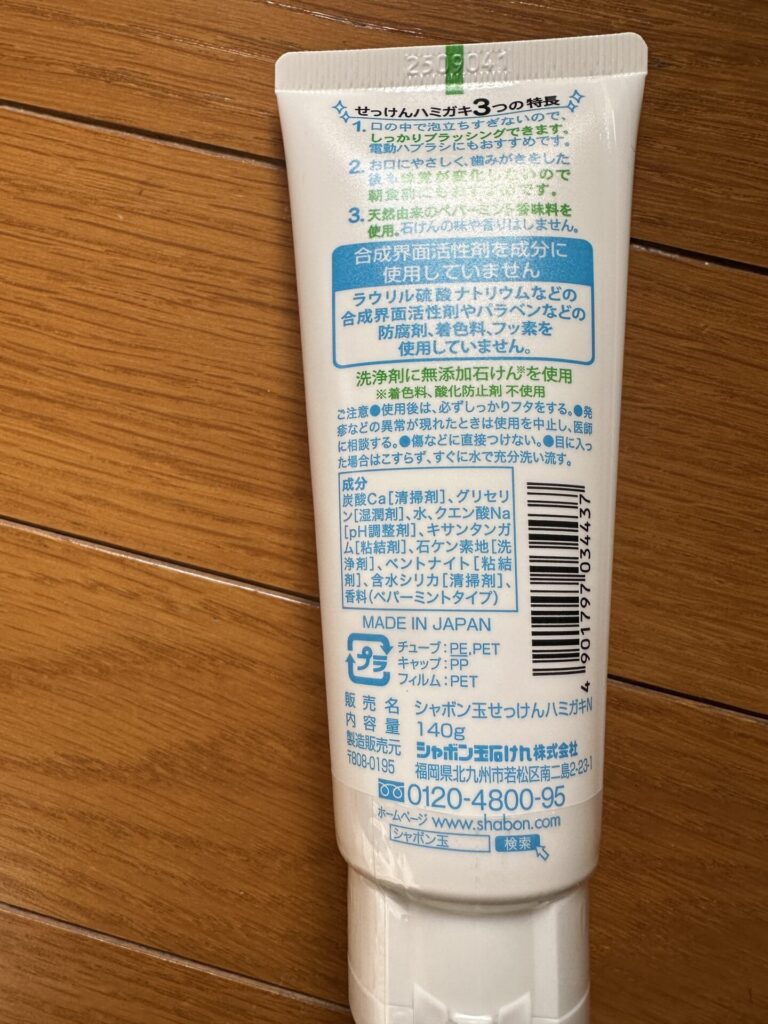 2509041
せっけんハミガキ3つの特長
1. 口の中で泡立ちすぎないので、
しっかりブラッシングできます。
電動ハブラシにもおすすめです。
2. お口にやさしく、歯みがきをした
後も味覚が変化しないので
朝食前にもおすすめです。
3. 天然由来のペパーミント香味料を
使用。石けんの味や香りはしません。
合成界面活性剤を成分に
使用していません
ラウリル硫酸ナトリウムなどの
合成界面活性剤やパラベンなどの
防腐剤、着色料、フッ素を
使用していません。
洗浄剤に無添加石けん※を使用
※着色料、酸化防止剤 不使用
ご注意●使用後は、必ずしっかりフタをする。●発
疹などの異常が現れたときは使用を中止し、医師
に相談する。●傷などに直接つけない。●目に入っ
た場合はこすらず、すぐに水で充分洗い流す。
成分
炭酸Ca[清掃剤]、グリセリ
ン[湿潤剤]、水、クエン酸Na
[pH調整剤]、キサンタンガ
ム[粘結剤]、石ケン素地[洗
浄剤]、ベントナイト[粘結
剤]、含水シリカ[清掃剤]、
香料(ペパーミントタイプ)
4 901797 034437
MADE IN JAPAN
プラ
チューブ:PE,PET
キャップ:PP
フィルム:PET
販売名 シャボン玉せっけんハミガキN
内容量 140g
製造販売元 シャボン玉石けん株式会社
〒808-0195 福岡県北九州市若松区南二島2-23-1
0120-4800-95
ホームページ www.shabon.com
シャボン玉 検索